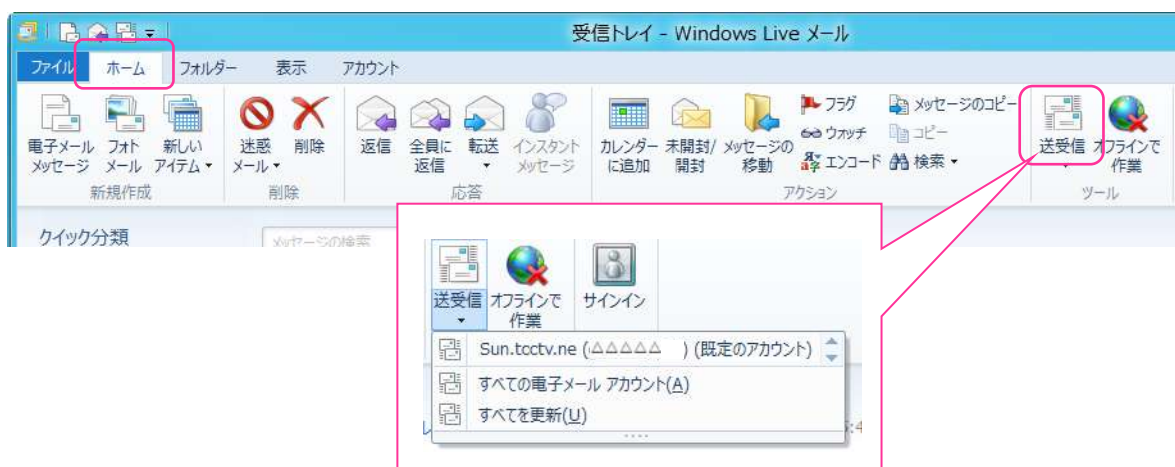 受信トレイ - Windows Live メール
ファイル ホーム フォルダー 表示 アカウント
電子メール メッセージ
フォト メール
新しい アイテム
迷惑 メール
削除
返信
全員に 返信
転送
インスタント メッセージ
カレンダー に追加
未開封/ 開封
メッセージの 移動
フラグ
ウォッチ
エンコード
メッセージのコピー
コピー
検索
送受信
オフラインで 作業
新規作成 削除 応答 アクション ツール
クイック分類
メッセージの検索
送受信
オフラインで 作業
サインイン
Sun.tcctv.ne (△△△△△ ) (既定のアカウント)
すべての電子メール アカウント(A)
すべてを更新(U)